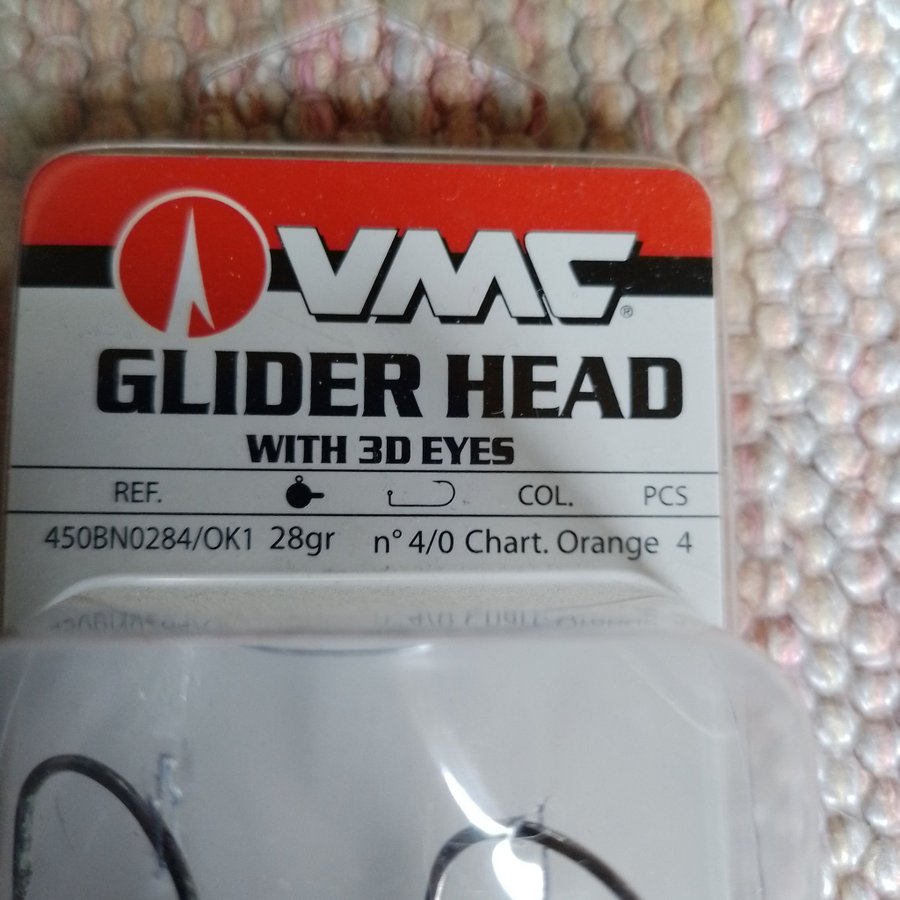 VMC®
GLIDER HEAD
WITH 3D EYES
REF. COL. PCS
450BN0284/OK1 28gr n° 4/0 Chart. Orange 4